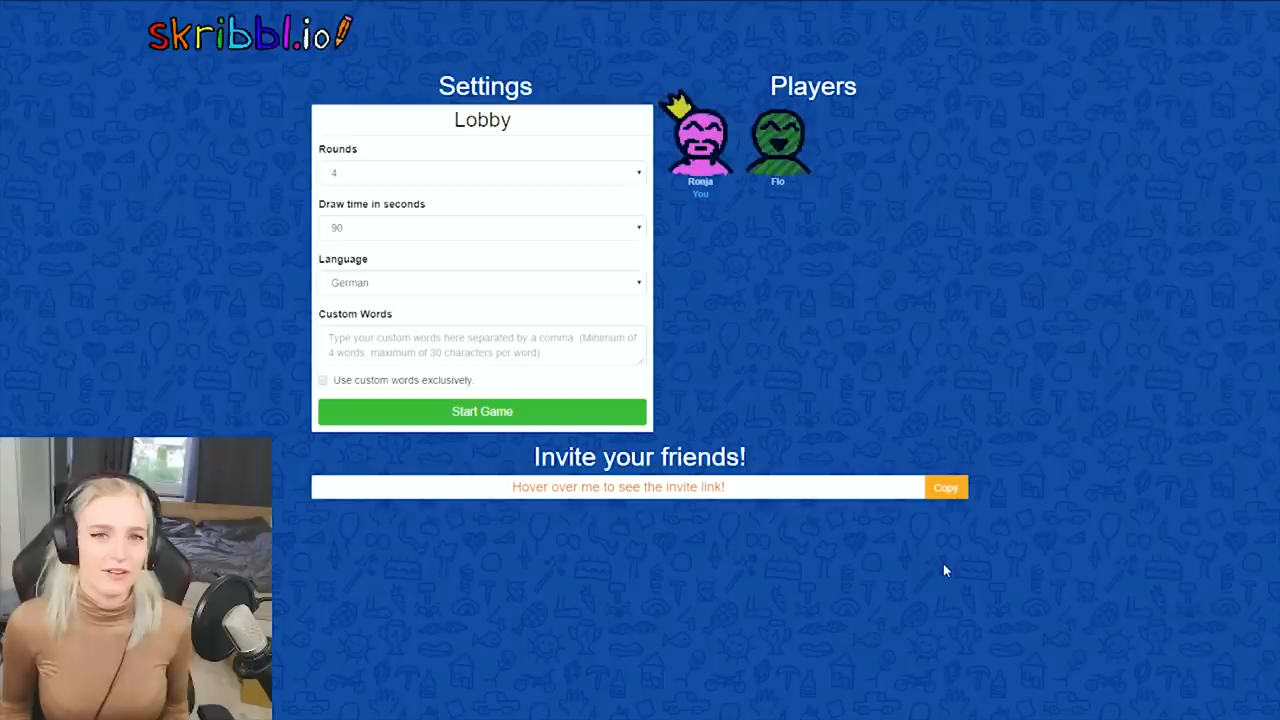 skribbl.io
Settings
Players
Lobby
Rounds
4
Draw time in seconds
90
Language
German
Custom Words
Type your custom words here separated by a comma (Minimum of
4 words, maximum of 30 characters per word)
Use custom words exclusively.
Start Game
Ronja
You
Flo
Invite your friends!
Hover over me to see the invite link!
Copy